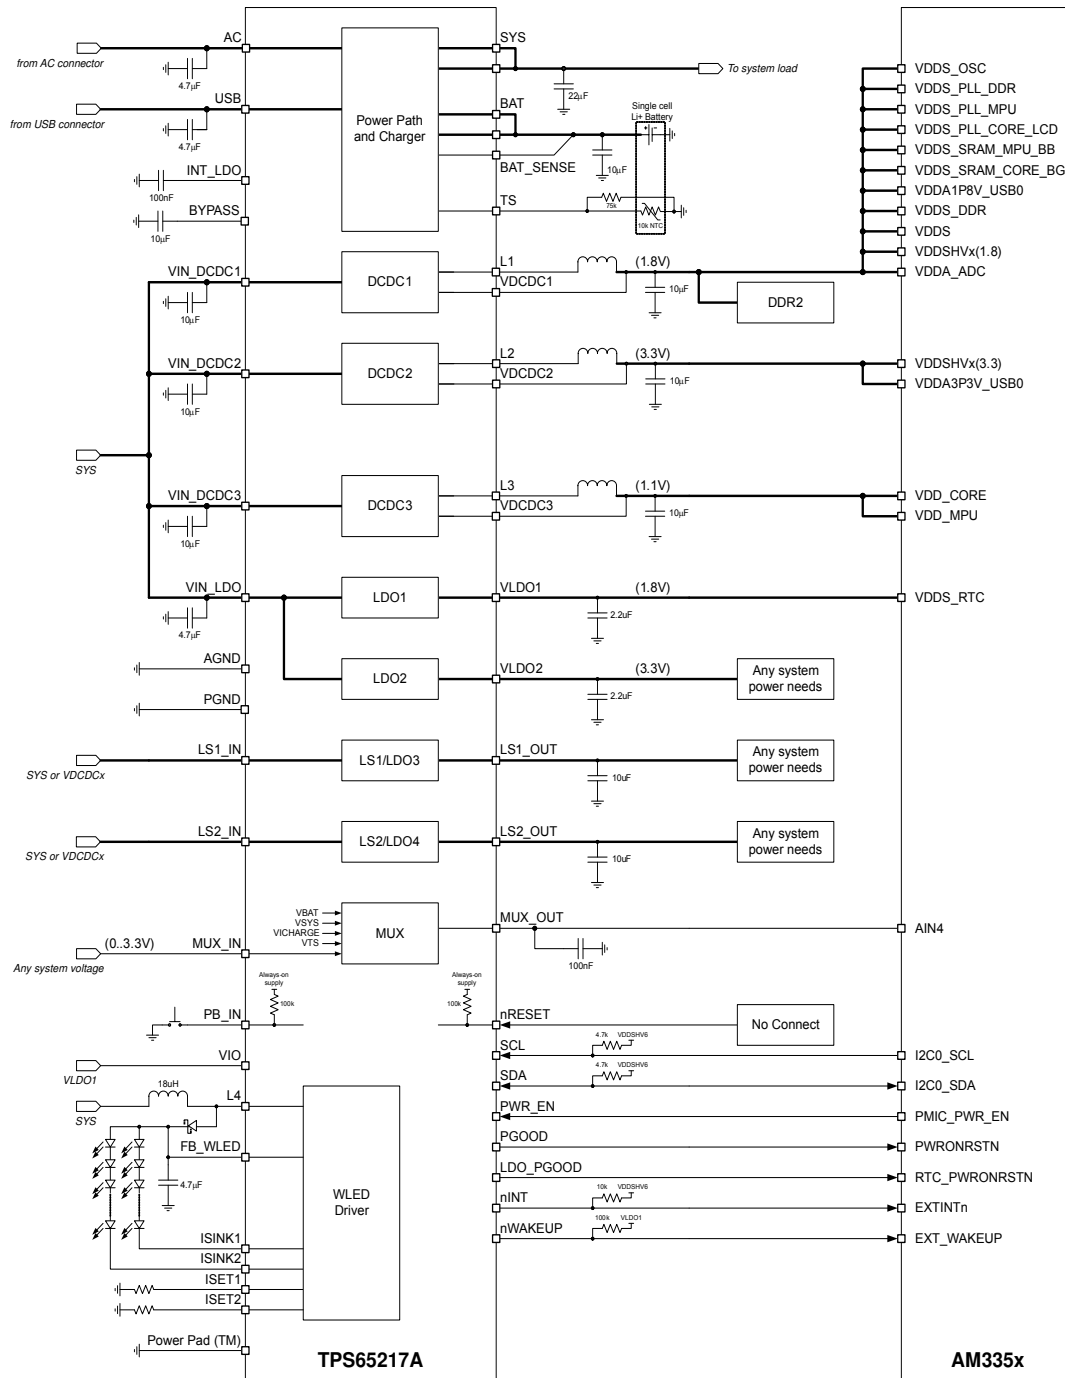 AC
SYS
from AC connector
4.7µF
To system load
VDDS_OSC
22µF
VDDS_PLL_DDR
USB
BAT
Single cell
Li+ Battery
VDDS_PLL_MPU
from USB connector
Power Path
and Charger
VDDS_PLL_CORE_LCD
4.7µF
BAT_SENSE
10µF
VDDS_SRAM_MPU_BB
INT_LDO
VDDS_SRAM_CORE_BG
100nF
VDDA1P8V_USB0
BYPASS
TS
75k
10k NTC
VDDS_DDR
10µF
VDDS
VDDSHVx(1.8)
VIN_DCDC1
DCDC1
L1
(1.8V)
VDDA_ADC
VDCDC1
10µF
10µF
DDR2
VIN_DCDC2
DCDC2
L2
(3.3V)
VDDSHVx(3.3)
VDCDC2
10µF
VDDA3P3V_USB0
10µF
SYS
VIN_DCDC3
DCDC3
L3
(1.1V)
VDD_CORE
VDCDC3
10µF
VDD_MPU
10µF
VIN_LDO
LDO1
VLDO1
(1.8V)
VDDS_RTC
4.7µF
2.2uF
AGND
LDO2
VLDO2
(3.3V)
Any system
power needs
2.2uF
PGND
LS1_IN
LS1/LDO3
LS1_OUT
Any system
power needs
SYS or VDCDCx
10uF
LS2_IN
LS2/LDO4
LS2_OUT
Any system
power needs
SYS or VDCDCx
10uF
VBAT
VSYS
VICHARGE
VTS
MUX
MUX_OUT
AIN4
(0..3.3V)
MUX_IN
Any system voltage
100nF
Always-on
supply
100k
Always-on
supply
100k
PB_IN
nRESET
No Connect
VIO
VLDO1
SCL
4.7k
VDDSHV6
I2C0_SCL
SDA
4.7k
VDDSHV6
I2C0_SDA
18uH
L4
SYS
PWR_EN
PMIC_PWR_EN
FB_WLED
PGOOD
PWRONRSTN
4.7µF
WLED
Driver
LDO_PGOOD
RTC_PWRONRSTN
nINT
10k
VDDSHV6
EXTINTn
nWAKEUP
100k
VLDO1
EXT_WAKEUP
ISINK1
ISINK2
ISET1
ISET2
Power Pad (TM)
TPS65217A
AM335x